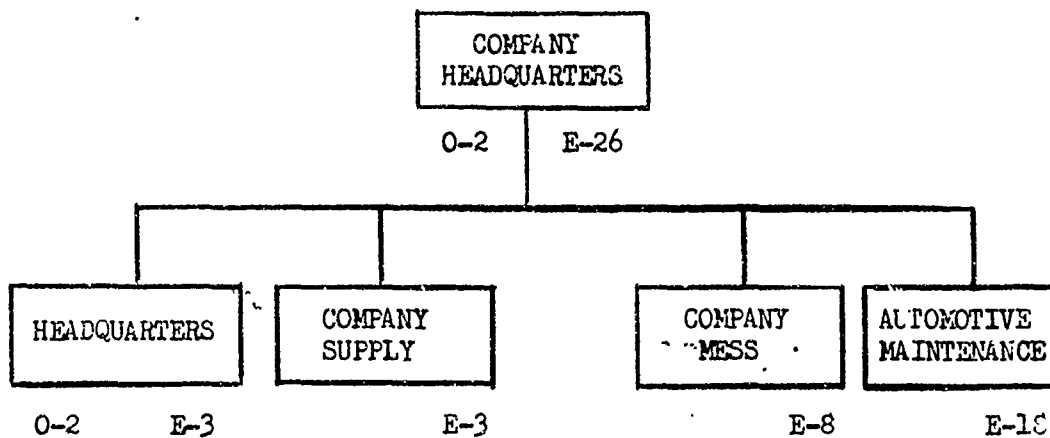 COMPANY
HEADQUARTERS
O-2 E-26
HEADQUARTERS
COMPANY
SUPPLY
COMPANY
MESS
AUTOMOTIVE
MAINTENANCE
O-2 E-3 E-3 E-8